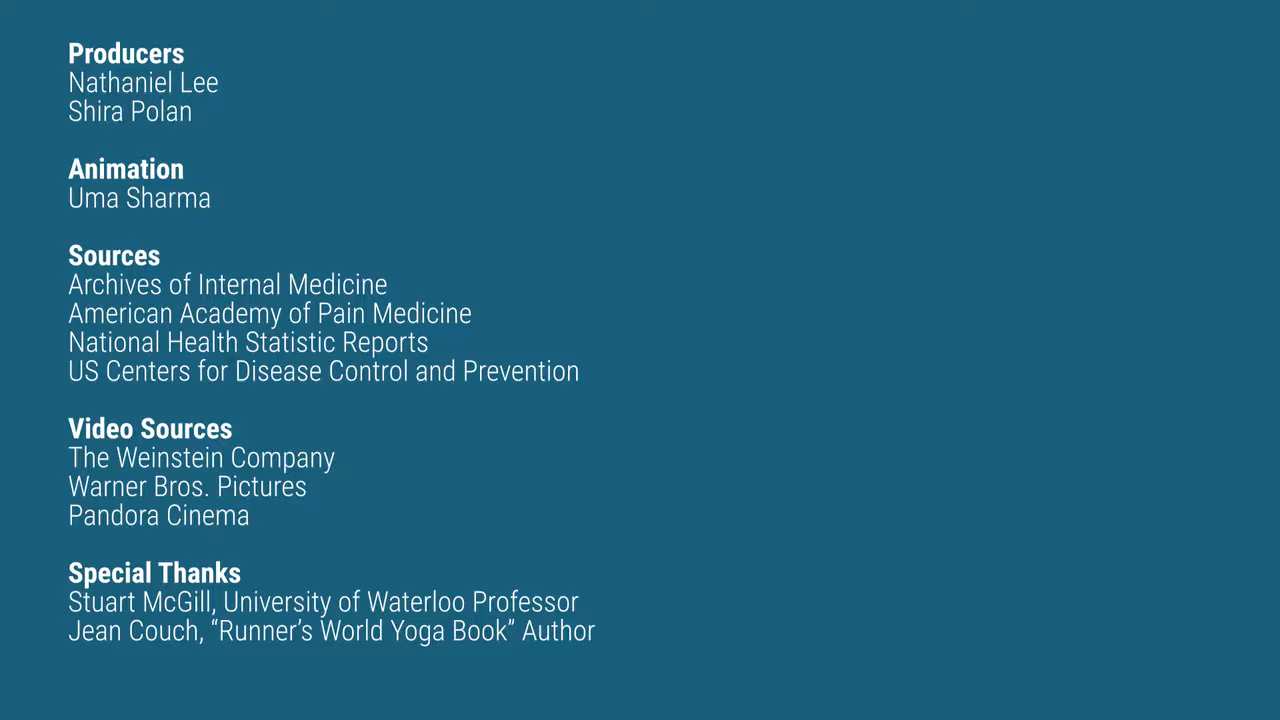 Producers
Nathaniel Lee
Shira Polan
Animation
Uma Sharma
Sources
Archives of Internal Medicine
American Academy of Pain Medicine
National Health Statistic Reports
US Centers for Disease Control and Prevention
Video Sources
The Weinstein Company
Warner Bros. Pictures
Pandora Cinema
Special Thanks
Stuart McGill, University of Waterloo Professor
Jean Couch, “Runner’s World Yoga Book” Author